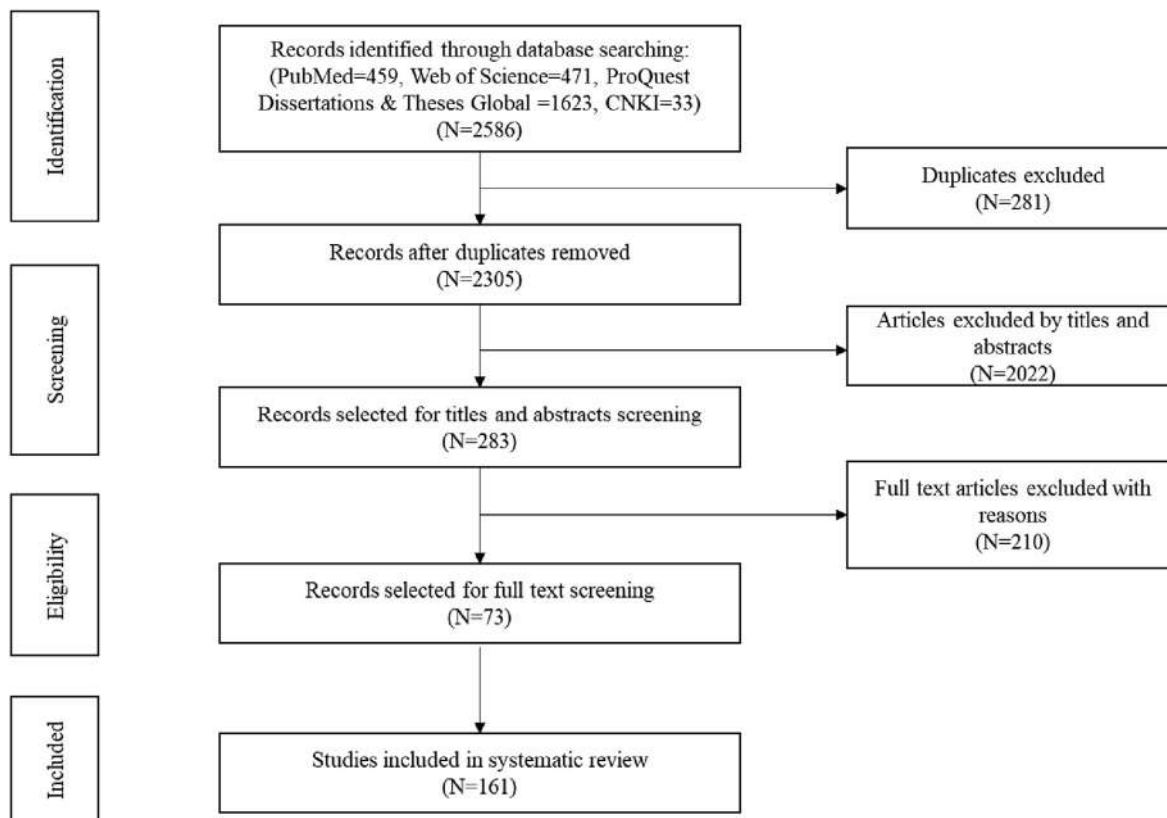 Identification
Records identified through database searching:
(PubMed=459, Web of Science=471, ProQuest
Dissertations & Theses Global =1623, CNKI=33)
(N=2586)
Duplicates excluded
(N=281)
Records after duplicates removed
(N=2305)
Screening
Articles excluded by titles and
abstracts
(N=2022)
Records selected for titles and abstracts screening
(N=283)
Full text articles excluded with
reasons
(N=210)
Eligibility
Records selected for full text screening
(N=73)
Included
Studies included in systematic review
(N=161)